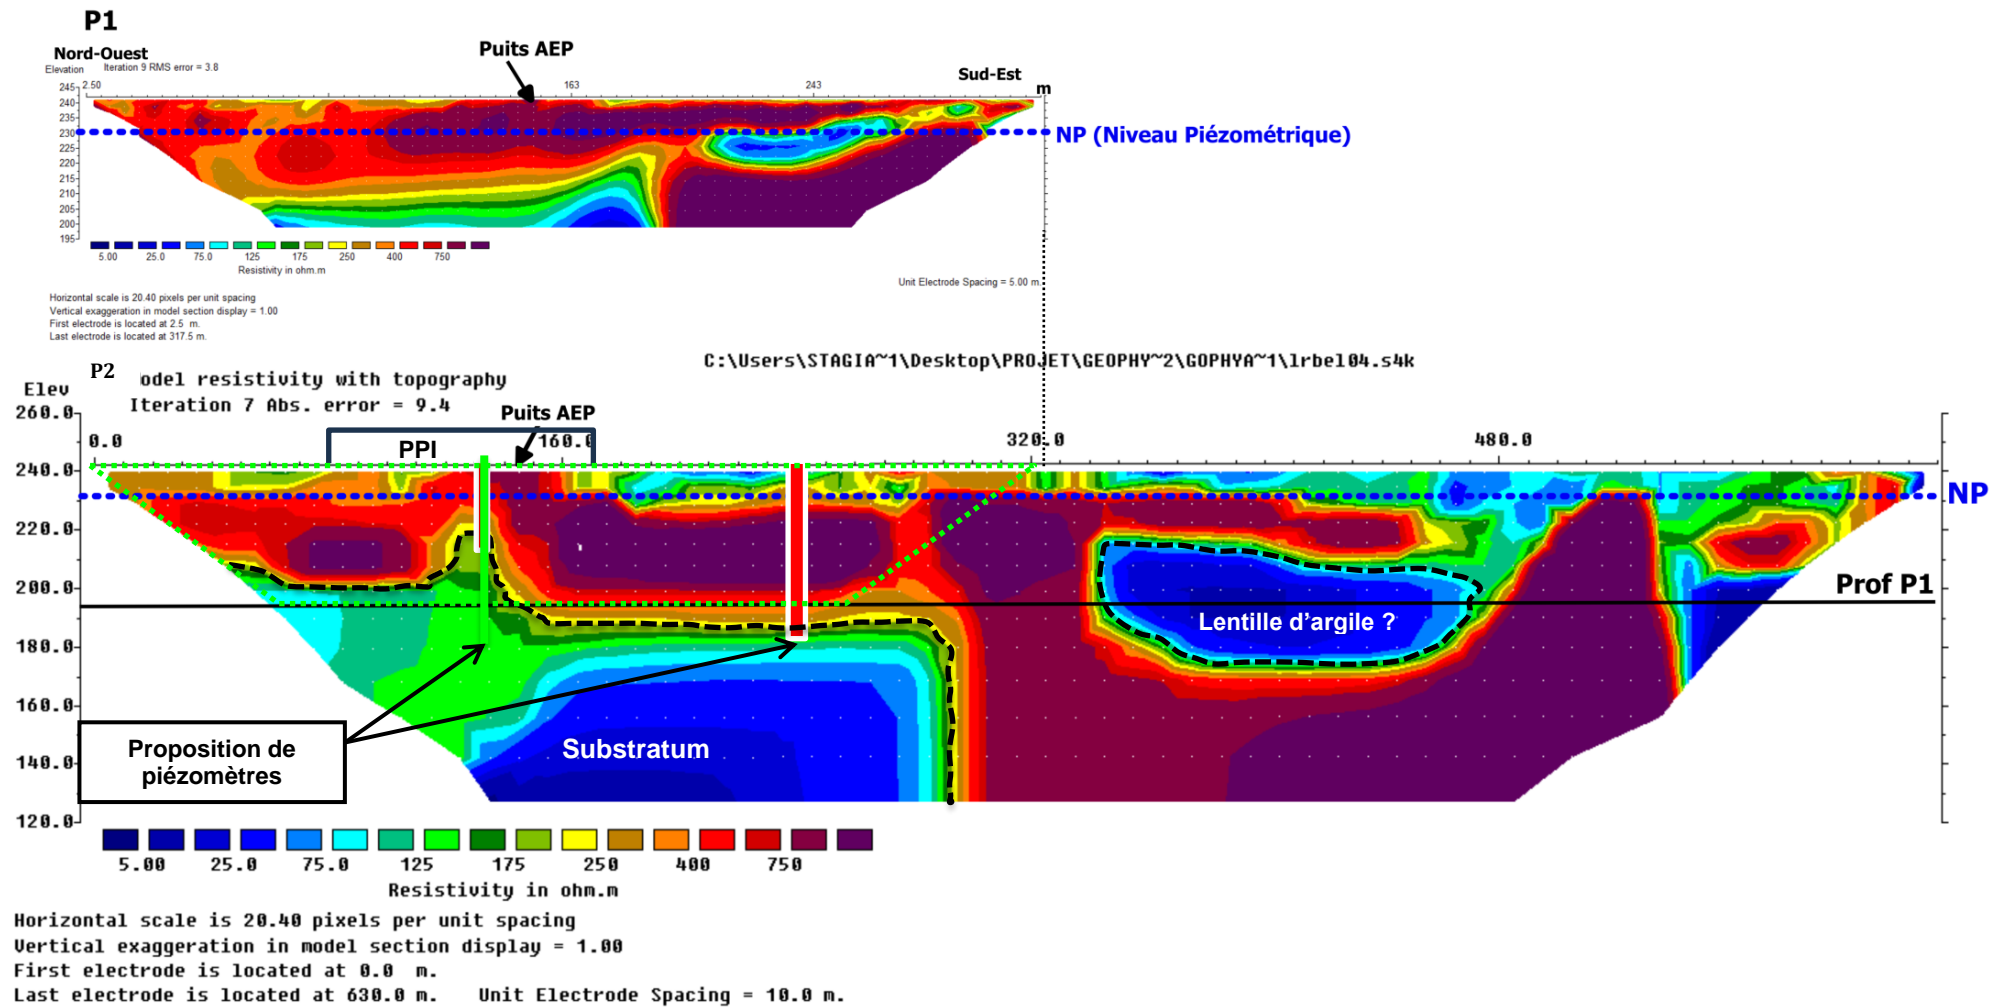 P1
Nord-Ouest
Puits AEP
Elevation
Iteration 9 RMS error = 3.8
Sud-Est
2.50
163
243
m
245
240
235
230
225
220
215
210
205
200
195
NP (Niveau Piézométrique)
5.00 25.0 75.0 125 175 250 400 750
Resistivity in ohm.m
Unit Electrode Spacing = 5.00 m.
Horizontal scale is 20.40 pixels per unit spacing
Vertical exaggeration in model section display = 1.00
First electrode is located at 2.5 m.
Last electrode is located at 317.5 m.
C:\Users\STAGIA~1\Desktop\PROJET\GEOPHY~2\GOPHYA~1\lrbel04.s4k
P2
odel resistivity with topography
Elev
Iteration 7 Abs. error = 9.4
Puits AEP
PPI
0.0 160.0 320.0 480.0
260.0
240.0
220.0
200.0
180.0
160.0
140.0
120.0
NP
Prof P1
Lentille d'argile ?
Substratum
Proposition de
piézomètres
5.00 25.0 75.0 125 175 250 400 750
Resistivity in ohm.m
Horizontal scale is 20.40 pixels per unit spacing
Vertical exaggeration in model section display = 1.00
First electrode is located at 0.0 m.
Last electrode is located at 630.0 m. Unit Electrode Spacing = 10.0 m.